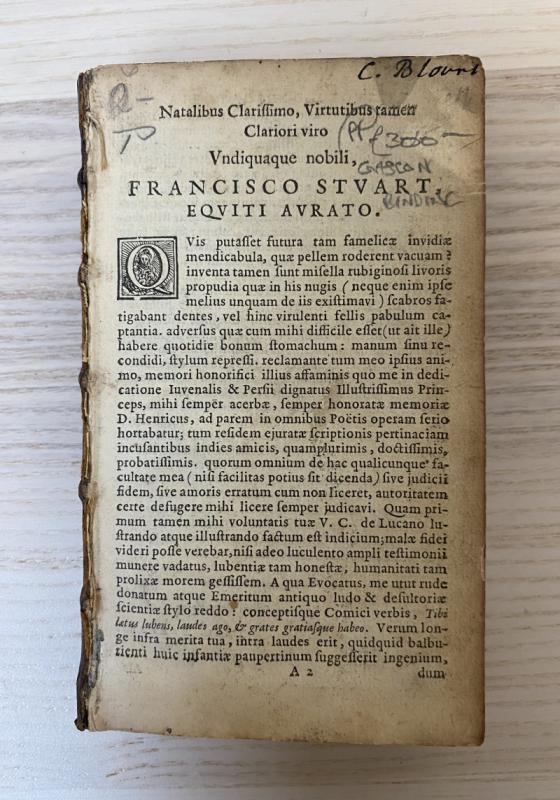 C. Blount
Natalibus Clarissimo, Virtutibus tamen
Clariori viro
Vndiquaque nobili,
£300-
FRANCISCO STVART,
BINDING
EQVITI AVRATO.
QVis putasset futura tam famelicæ invidiæ
mendicabula, quæ pellem roderent vacuam?
inventa tamen sunt misella rubiginosi livoris
propudia quæ in his nugis (neque enim ipse
melius unquam de iis existimavi) scabros fa-
tigabant dentes, vel hinc virulenti fellis pabulum ca-
ptantia. adversus quæ cum mihi difficile esset (ut ait ille)
habere quotidie bonum stomachum: manum sinu re-
condidi, stylum repressi. reclamante tum meo ipsius ani-
mo, memori honorifici illius affaminis quo me in dedi-
catione Iuvenalis & Persii dignatus Illustrissimus Prin-
ceps, mihi semper acerbæ, semper honoratæ memoriæ
D. Henricus, ad parem in omnibus Poëtis operam serio
hortabatur; tum residem ejuratæ scriptionis pertinaciam
incusantibus indies amicis, quamplurimis, doctissimis,
probatissimis. quorum omnium de hac qualicunque fa-
cultate mea (nisi facilitas potius sit dicenda) sive judicii
fidem, sive amoris erratum cum non liceret, autoritatem
certe defugere mihi licere semper judicavi. Quam pri-
mum tamen mihi voluntatis tuæ V. C. de Lucano lu-
strando atque illustrando factum est indicium; malæ fidei
videri posse verebar, nisi adeo luculento ampli testimonii
munere vadatus, lubentiæ tam honestæ, humanitati tam
prolixæ morem gessissem. A qua Evocatus, me utut rude
donatum atque Emeritum antiquo ludo & desultoriæ
scientiæ stylo reddo: conceptisque Comici verbis, Tibi
lætus lubens, laudes ago, & grates gratiasque habeo. Verum lon-
ge infra merita tua, intra laudes erit, quidquid balbu-
tienti huic infantiæ paupertinum suggesserit ingenium,
A 2 dum